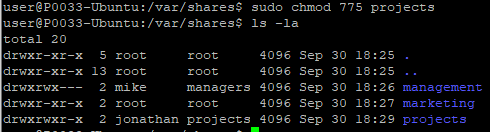 user@P0033-Ubuntu:/var/shares$ sudo chmod 775 projects
user@P0033-Ubuntu:/var/shares$ ls -la
total 20
drwxr-xr-x  5 root     root     4096 Sep 30 18:25 .
drwxr-xr-x 13 root     root     4096 Sep 30 18:25 ..
drwxrwx---  2 mike     managers 4096 Sep 30 18:26 management
drwxrwxr-x  2 root     root     4096 Sep 30 18:27 marketing
drwxrwxr-x  2 jonathan projects 4096 Sep 30 18:29 projects
user@P0033-Ubuntu:/var/shares$